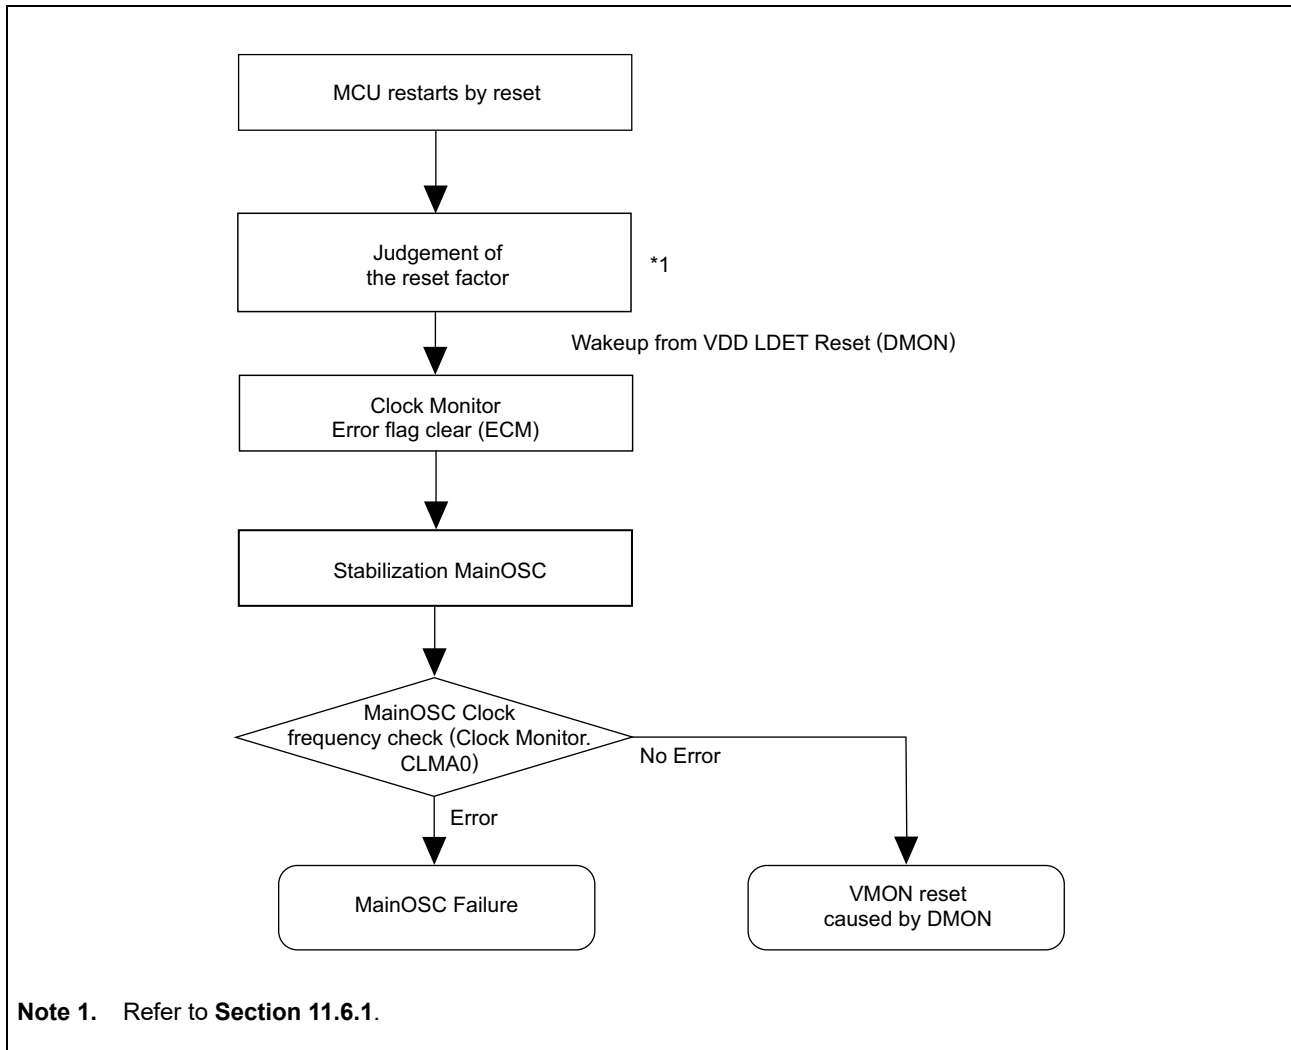 MCU restarts by reset
Judgement of
the reset factor
*1
Wakeup from VDD LDET Reset (DMON)
Clock Monitor
Error flag clear (ECM)
Stabilization MainOSC
MainOSC Clock
frequency check (Clock Monitor.
CLMA0)
No Error
Error
MainOSC Failure
VMON reset
caused by DMON
Note 1. Refer to Section 11.6.1.